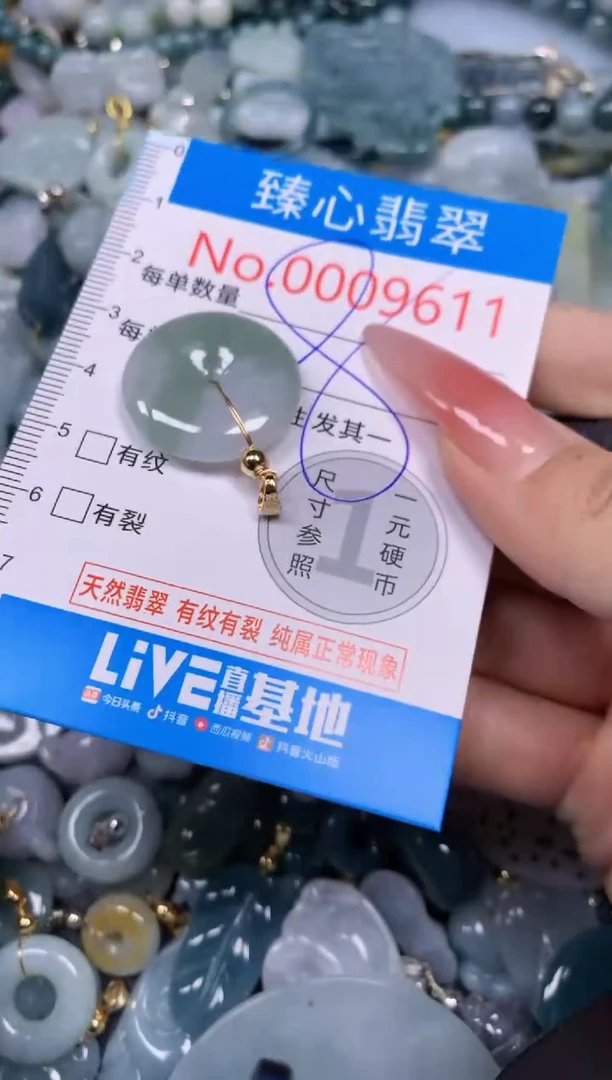 臻心翡翠
No.0009611
每单数量
每
发其一
有纹
有裂
尺寸参照
一元硬币
1
0
1
2
3
4
5
6
7
天然翡翠 有纹有裂 纯属正常现象
LiVE直播基地
今日头条 抖音 西瓜视频 抖音火山版